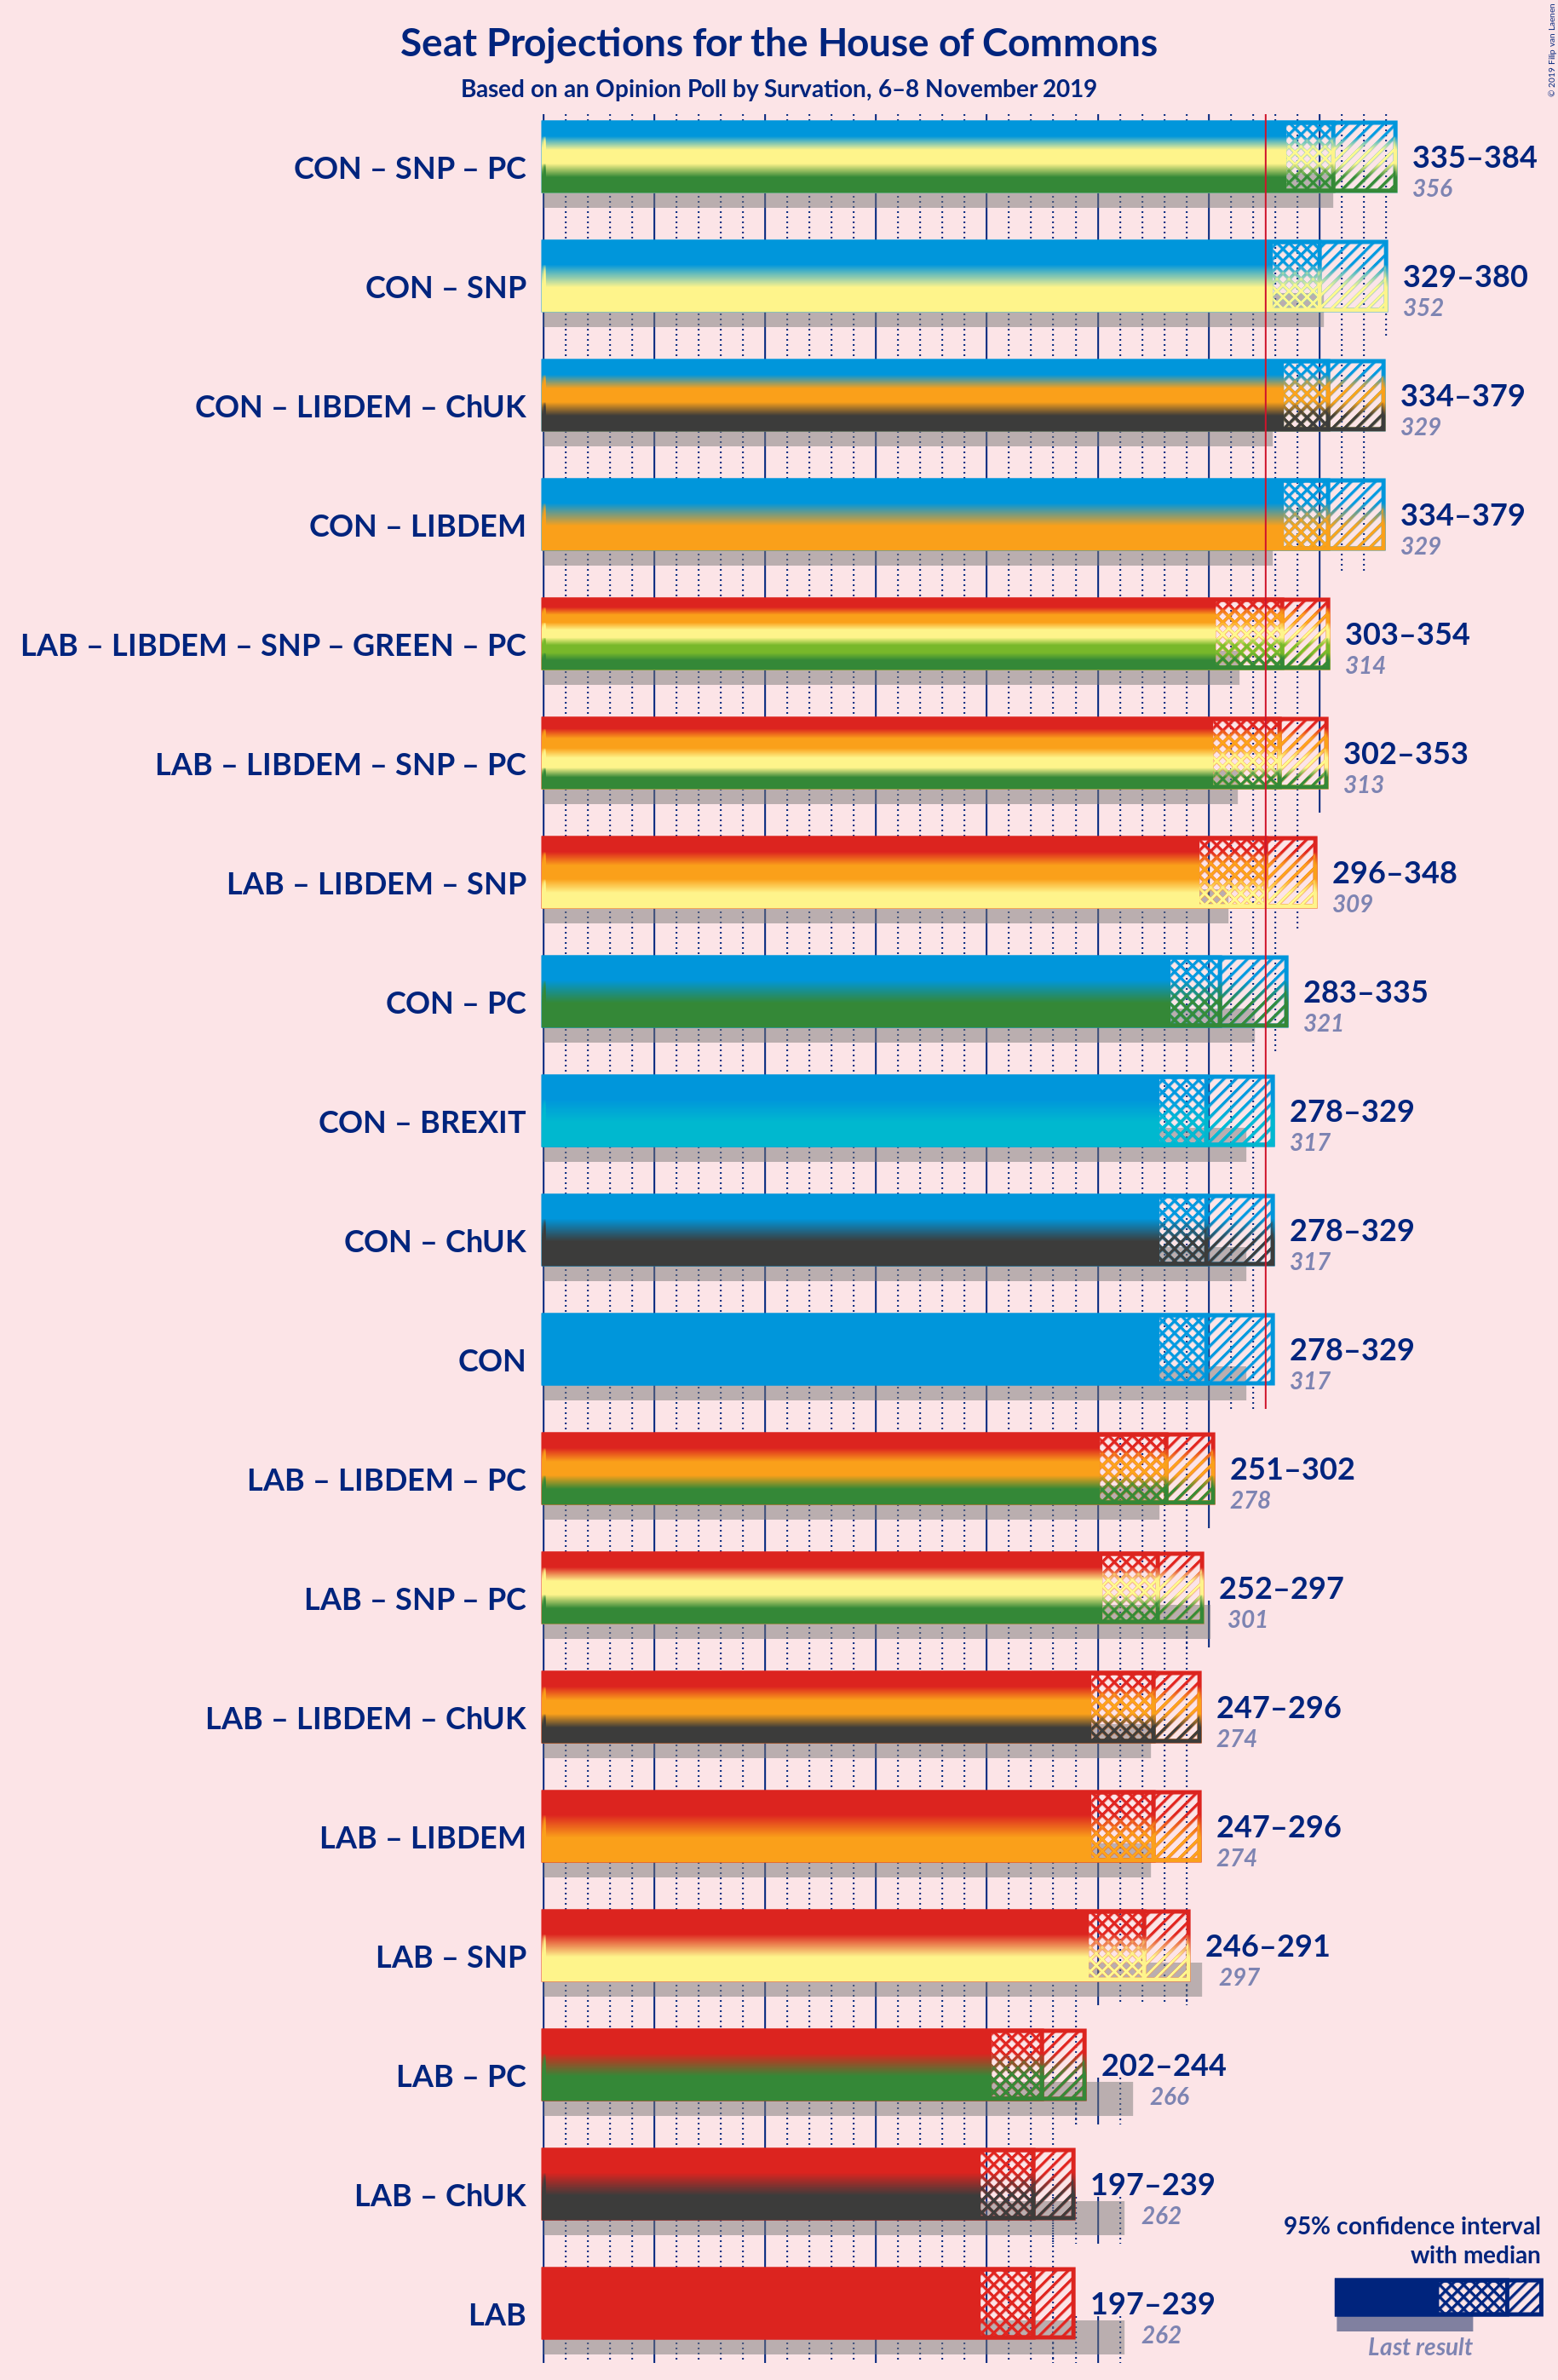 © 2019 Filip van Laenen
Seat Projections for the House of Commons
Based on an Opinion Poll by Survation, 6–8 November 2019
CON – SNP – PC
335–384
356
CON – SNP
329–380
352
CON – LIBDEM – ChUK
334–379
329
CON – LIBDEM
334–379
329
LAB – LIBDEM – SNP – GREEN – PC
303–354
314
LAB – LIBDEM – SNP – PC
302–353
313
LAB – LIBDEM – SNP
296–348
309
CON – PC
283–335
321
CON – BREXIT
278–329
317
CON – ChUK
278–329
317
CON
278–329
317
LAB – LIBDEM – PC
251–302
278
LAB – SNP – PC
252–297
301
LAB – LIBDEM – ChUK
247–296
274
LAB – LIBDEM
247–296
274
LAB – SNP
246–291
297
LAB – PC
202–244
266
LAB – ChUK
197–239
262
LAB
197–239
262
95% confidence interval
with median
Last result